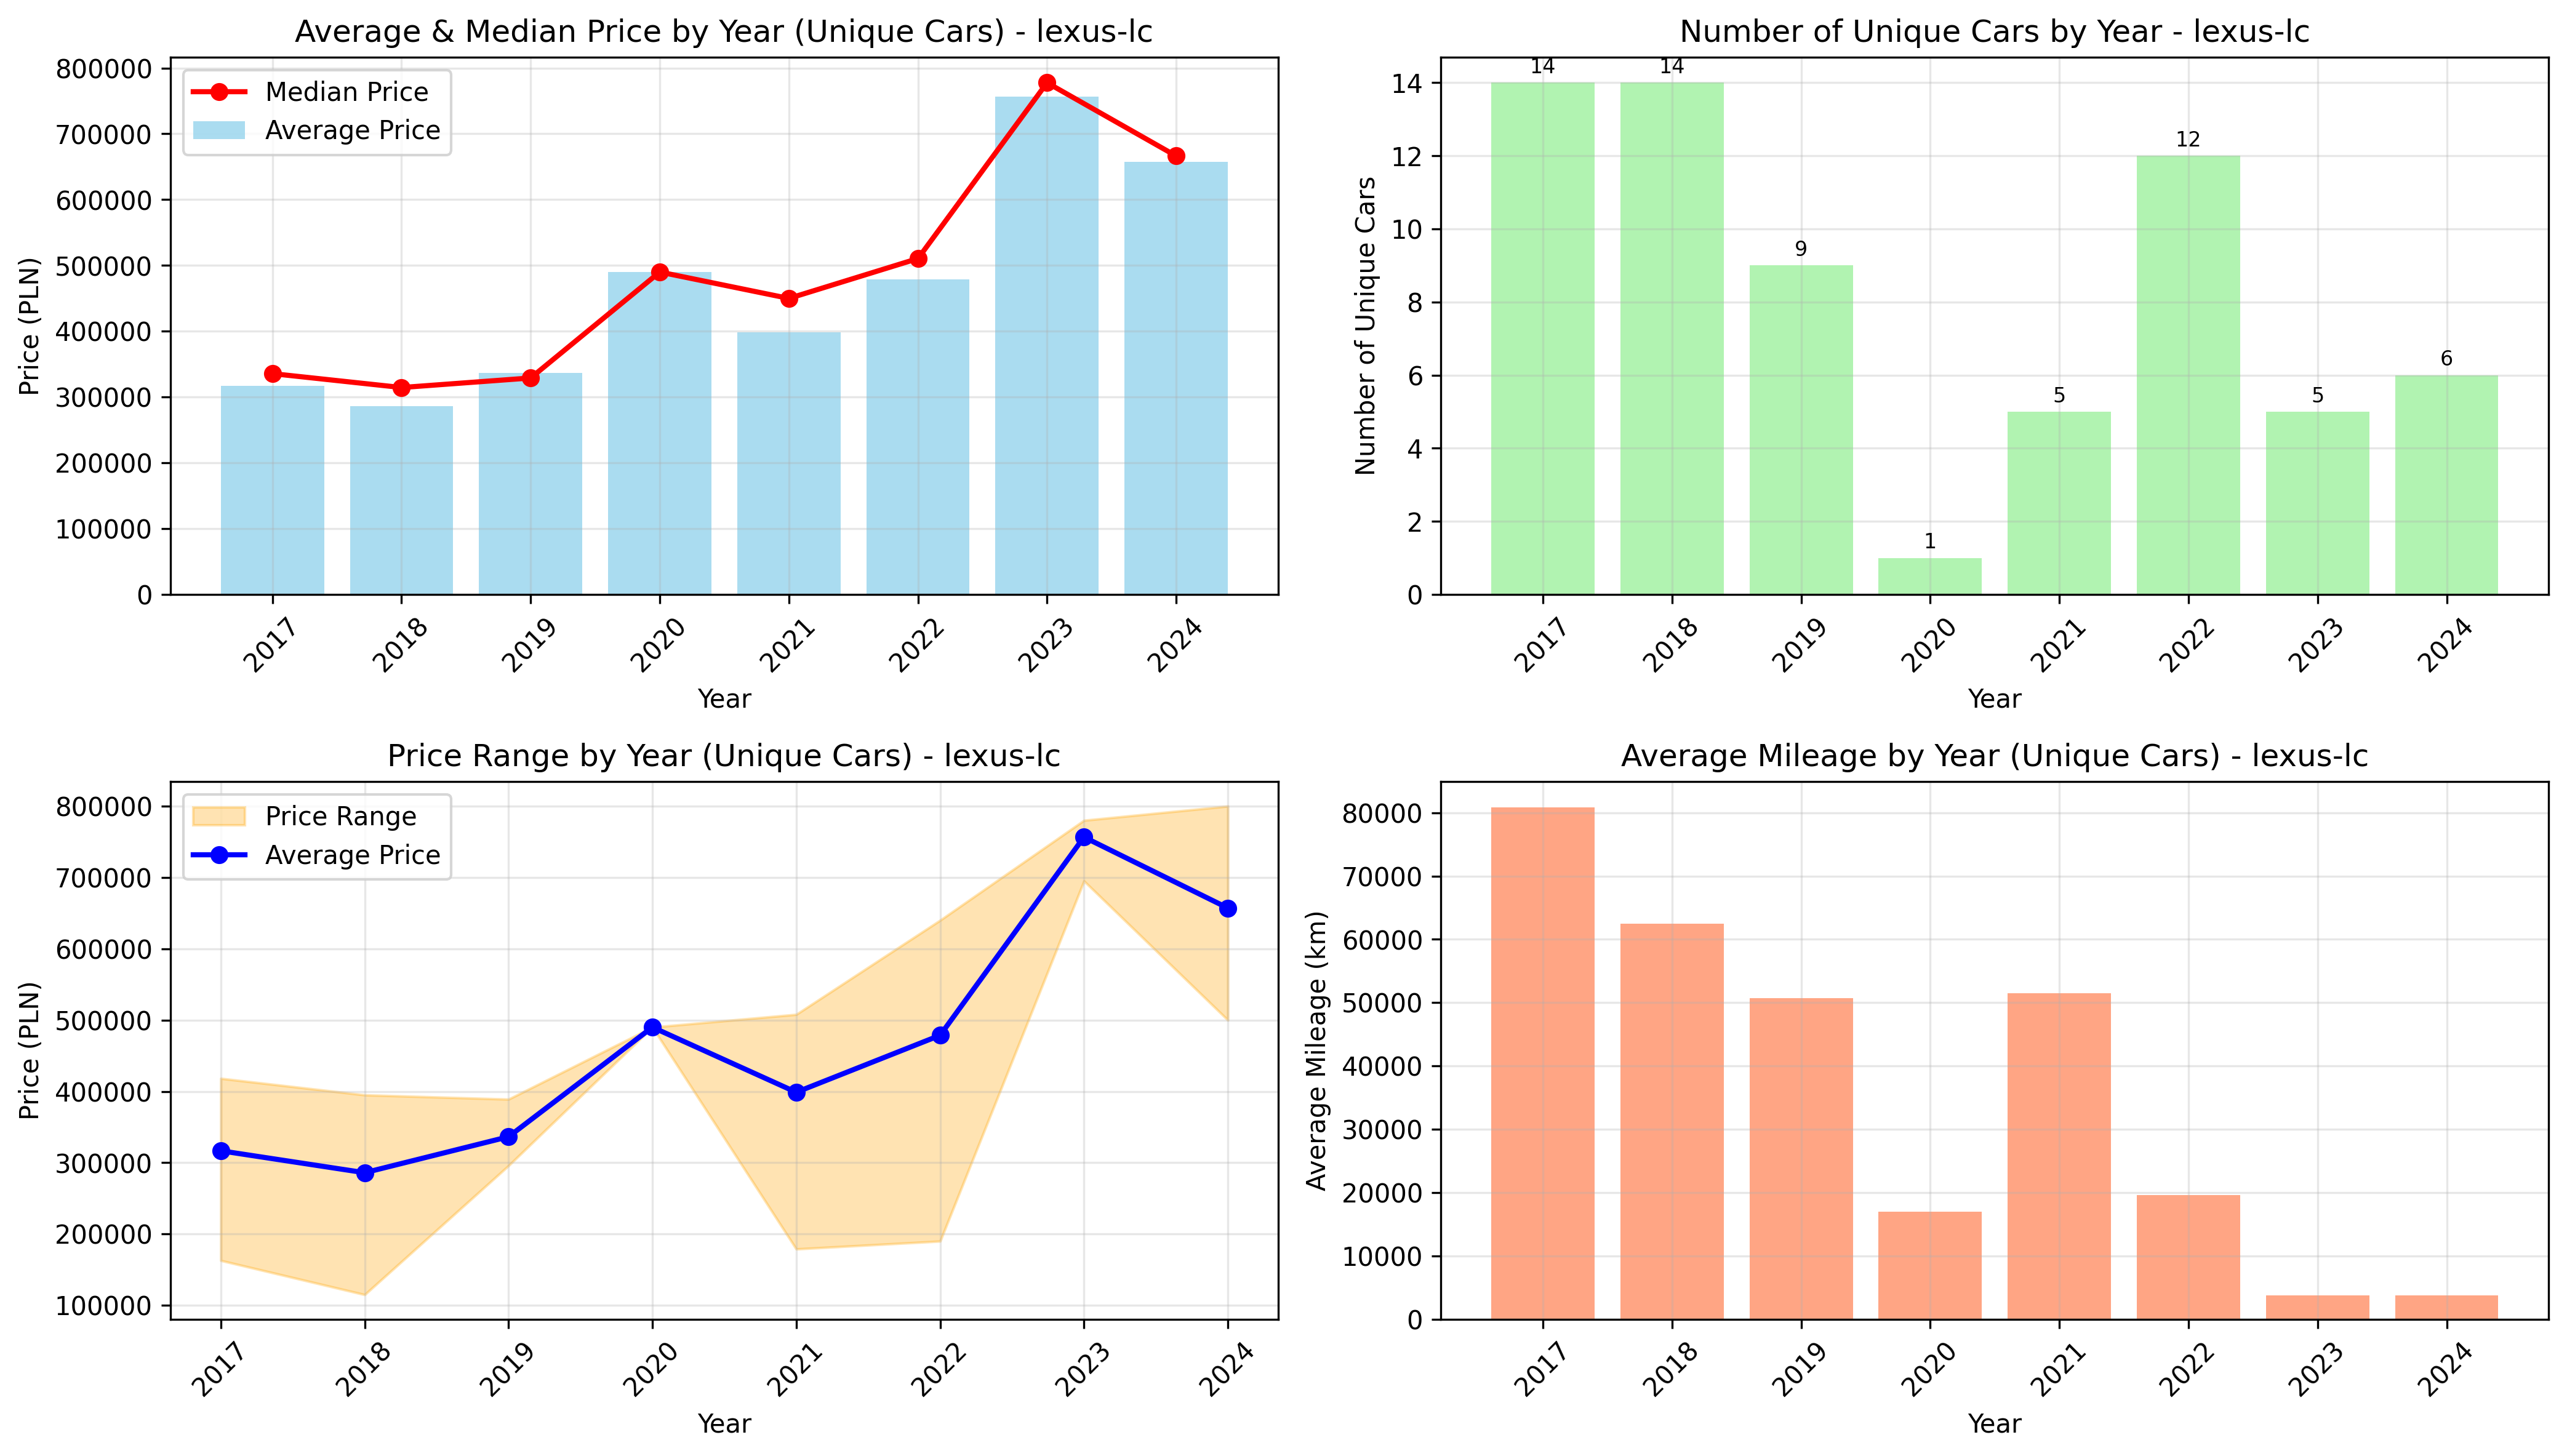 Average & Median Price by Year (Unique Cars) - lexus-lc
Median Price
Average Price
Price (PLN)
800000
700000
600000
500000
400000
300000
200000
100000
0
2017 2018 2019 2020 2021 2022 2023 2024
Year
Number of Unique Cars by Year - lexus-lc
Number of Unique Cars
14
12
10
8
6
4
2
0
14 14 9 1 5 12 5 6
2017 2018 2019 2020 2021 2022 2023 2024
Year
Price Range by Year (Unique Cars) - lexus-lc
Price Range
Average Price
Price (PLN)
800000
700000
600000
500000
400000
300000
200000
100000
2017 2018 2019 2020 2021 2022 2023 2024
Year
Average Mileage by Year (Unique Cars) - lexus-lc
Average Mileage (km)
80000
70000
60000
50000
40000
30000
20000
10000
0
2017 2018 2019 2020 2021 2022 2023 2024
Year